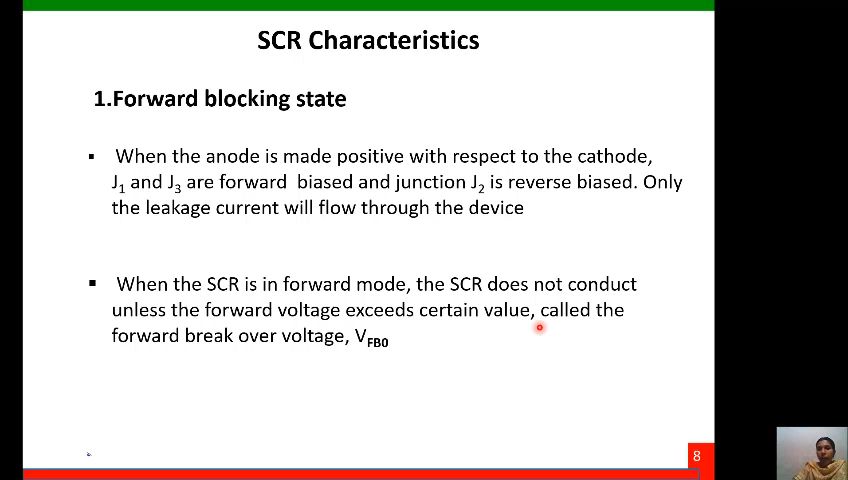 SCR Characteristics
1.Forward blocking state
▪ When the anode is made positive with respect to the cathode,
J1 and J3 are forward biased and junction J2 is reverse biased. Only
the leakage current will flow through the device
▪ When the SCR is in forward mode, the SCR does not conduct
unless the forward voltage exceeds certain value, called the
forward break over voltage, VFB0
8